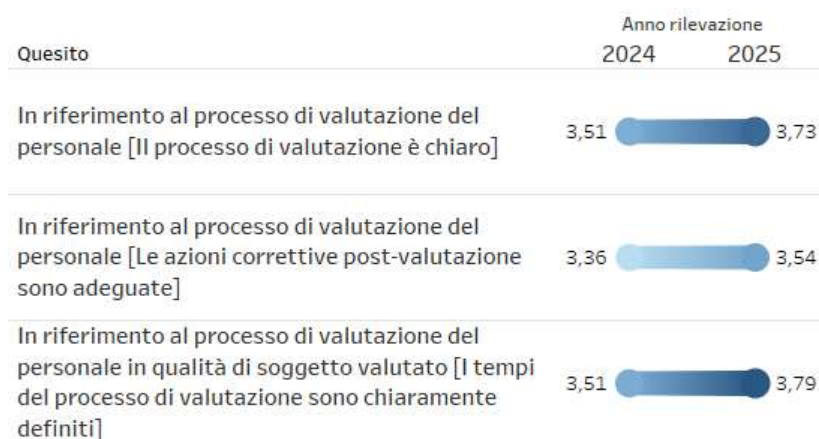 Anno rilevazione
Quesito 2024 2025
In riferimento al processo di valutazione del
personale [Il processo di valutazione è chiaro]
3,51 3,73
In riferimento al processo di valutazione del
personale [Le azioni correttive post-valutazione
sono adeguate]
3,36 3,54
In riferimento al processo di valutazione del
personale in qualità di soggetto valutato [I tempi
del processo di valutazione sono chiaramente
definiti]
3,51 3,79